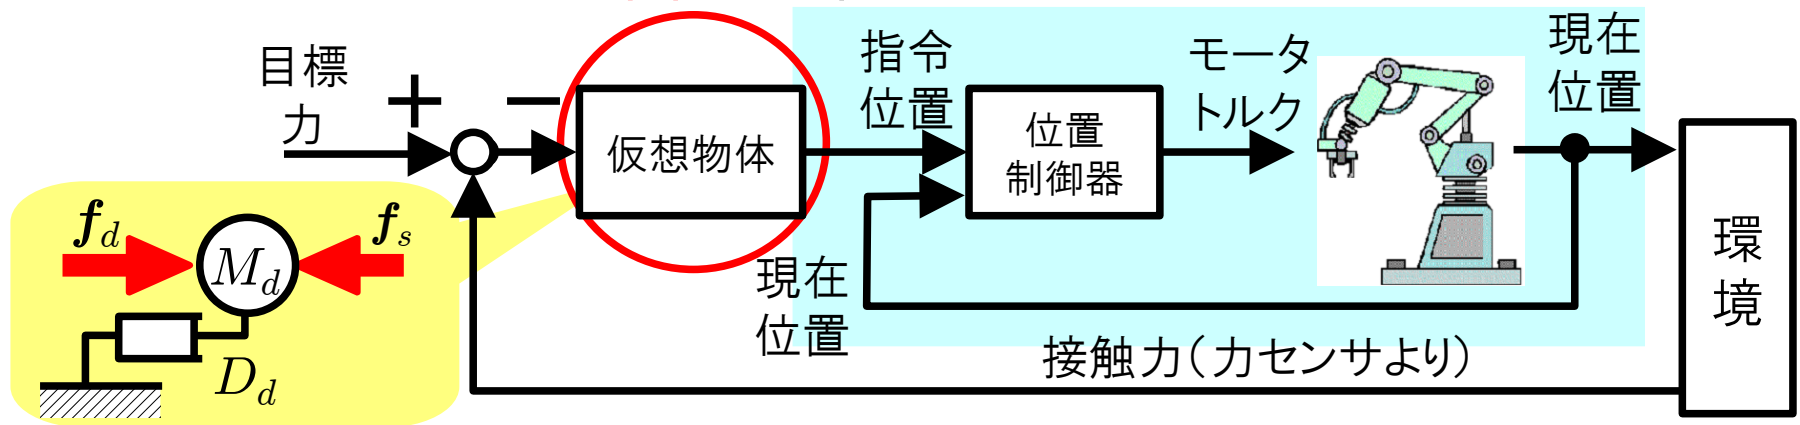 目標
力
+
−
仮想物体
指令
位置
位置
制御器
モータ
トルク
現在
位置
環
境
現在
位置
接触力（力センサより）
f_d
M_d
f_s
D_d